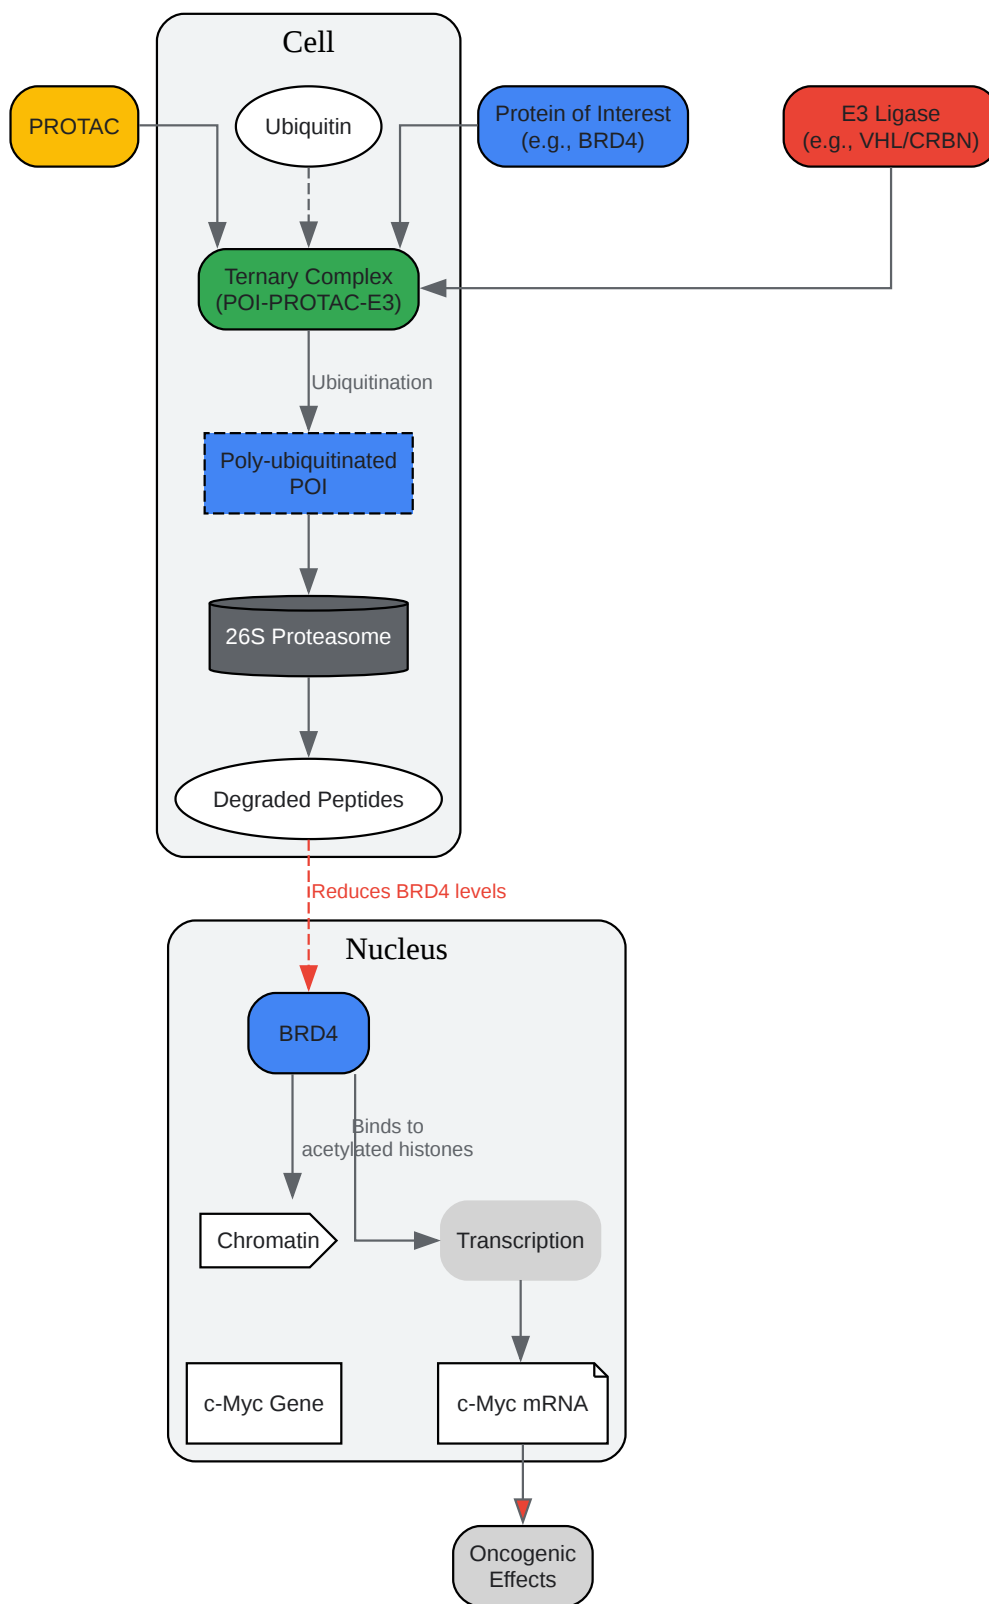 Cell
PROTAC
Ubiquitin
Protein of Interest
(e.g., BRD4)
E3 Ligase
(e.g., VHL/CRBN)
Ternary Complex
(POI-PROTAC-E3)
Ubiquitination
Poly-ubiquitinated
POI
26S Proteasome
Degraded Peptides
Reduces BRD4 levels
Nucleus
BRD4
Binds to
acetylated histones
Chromatin
Transcription
c-Myc Gene
c-Myc mRNA
Oncogenic
Effects